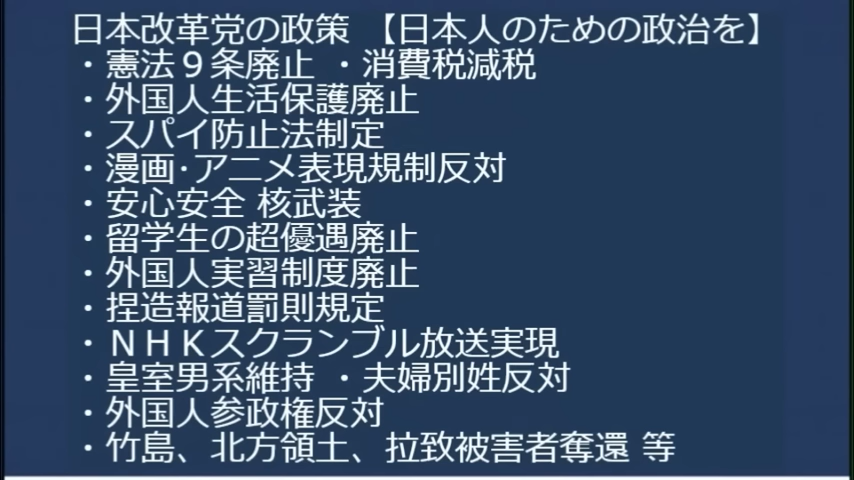 日本改革党の政策 【日本人のための政治を】
・憲法９条廃止 ・消費税減税
・外国人生活保護廃止
・スパイ防止法制定
・漫画･アニメ表現規制反対
・安心安全 核武装
・留学生の超優遇廃止
・外国人実習制度廃止
・捏造報道罰則規定
・ＮＨＫスクランブル放送実現
・皇室男系維持 ・夫婦別姓反対
・外国人参政権反対
・竹島、北方領土、拉致被害者奪還 等